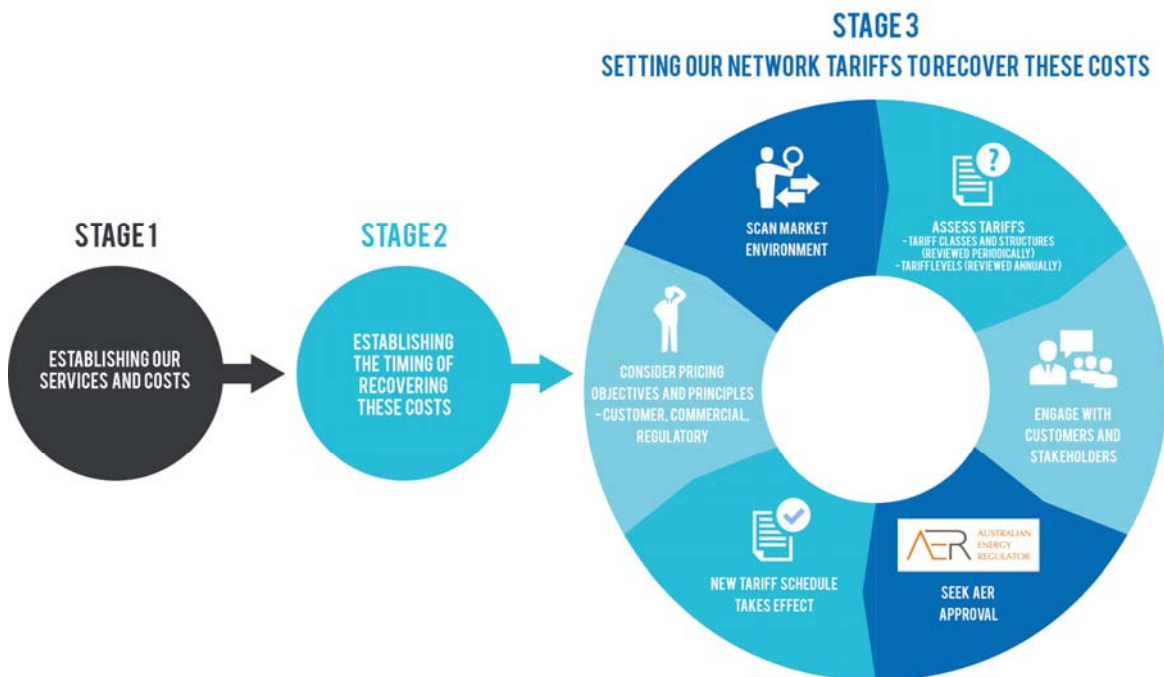 STAGE 3
SETTING OUR NETWORK TARIFFS TO RECOVER THESE COSTS
STAGE 1
ESTABLISHING OUR
SERVICES AND COSTS
STAGE 2
ESTABLISHING
THE TIMING OF
RECOVERING
THESE COSTS
SCAN MARKET
ENVIRONMENT
?
ASSESS TARIFFS
- TARIFF CLASSES AND STRUCTURES
(REVIEWED PERIODICALLY)
- TARIFF LEVELS (REVIEWED ANNUALLY)
ENGAGE WITH
CUSTOMERS AND
STAKEHOLDERS
AER AUSTRALIAN
ENERGY
REGULATOR
SEEK AER
APPROVAL
NEW TARIFF SCHEDULE
TAKES EFFECT
CONSIDER PRICING
OBJECTIVES AND PRINCIPLES
- CUSTOMER, COMMERCIAL,
REGULATORY